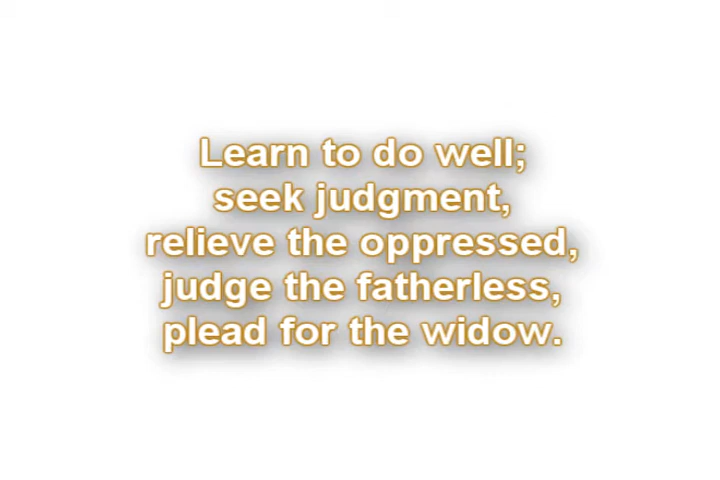 Learn to do well;
seek judgment,
relieve the oppressed,
judge the fatherless,
plead for the widow.